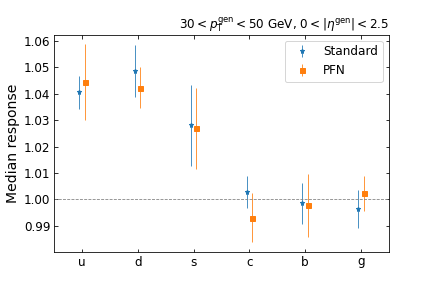 30 < p_T^gen < 50 GeV, 0 < |η^gen| < 2.5
Standard
PFN
Median response
1.06
1.05
1.04
1.03
1.02
1.01
1.00
0.99
u d s c b g